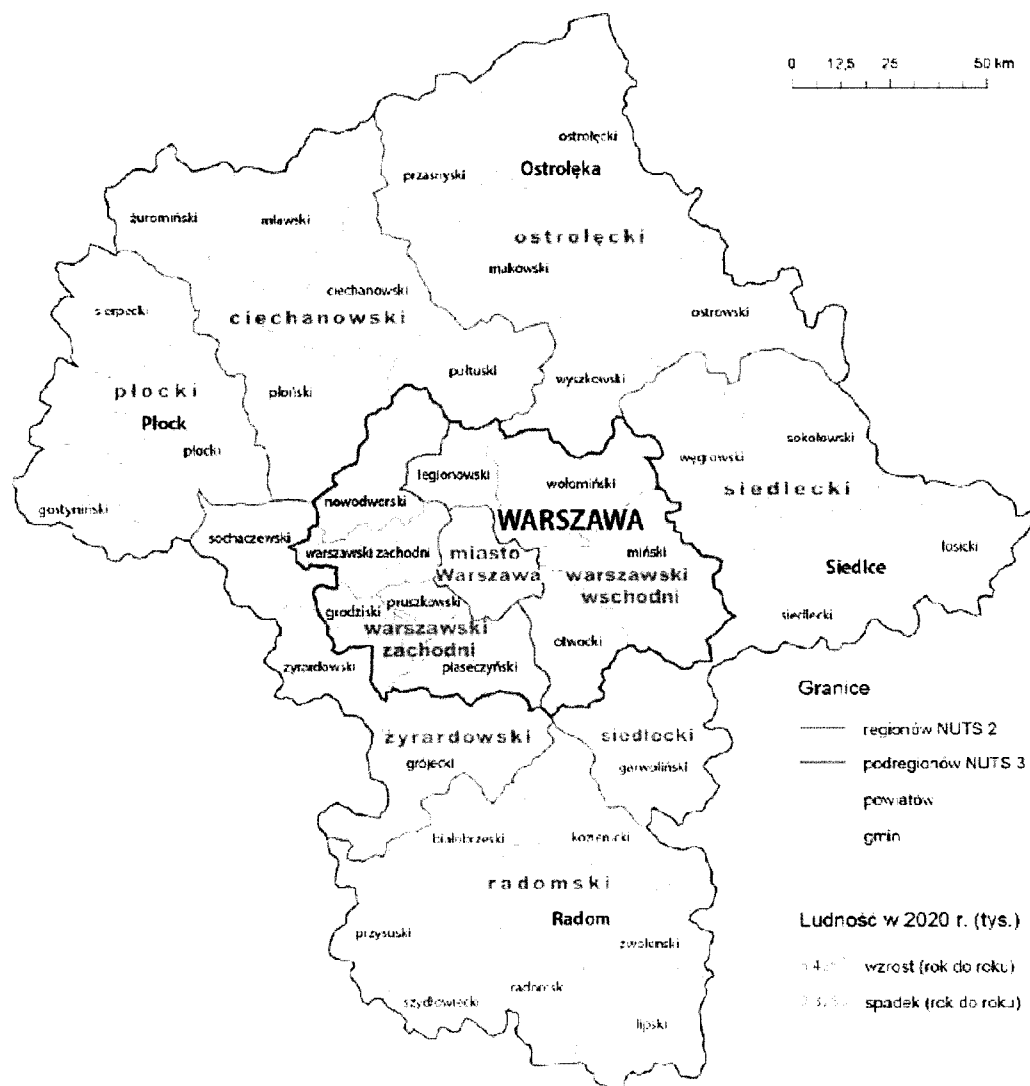 0 12,5 25 50 km
ostrołęcki
Ostrołęka
przasnyski
żuromiński
mławski
ostrołęcki
makowski
ciechanowski
sierpecki
ciechanowski
ostrowski
pułtuski
wyszkowski
płocki
płoński
Płock
sokołowski
płocki
węgrowski
legionowski
wołomiński
siedlecki
nowodworski
gostyniński
WARSZAWA
sochaczewski
warszawski zachodni
miasto
Warszawa
miński
łosicki
Siedlce
warszawski
wschodni
pruszkowski
grodziski
siedlecki
warszawski
zachodni
otwocki
żyrardowski
piaseczyński
Granice
żyrardowski
siedlecki
regionów NUTS 2
grójecki
garwoliński
podregionów NUTS 3
powiatów
białobrzeski
kozienicki
gmin
radomski
Radom
Ludność w 2020 r. (tys.)
przysuski
zwoleński
wzrost (rok do roku)
radomski
szydłowiecki
spadek (rok do roku)
lipski